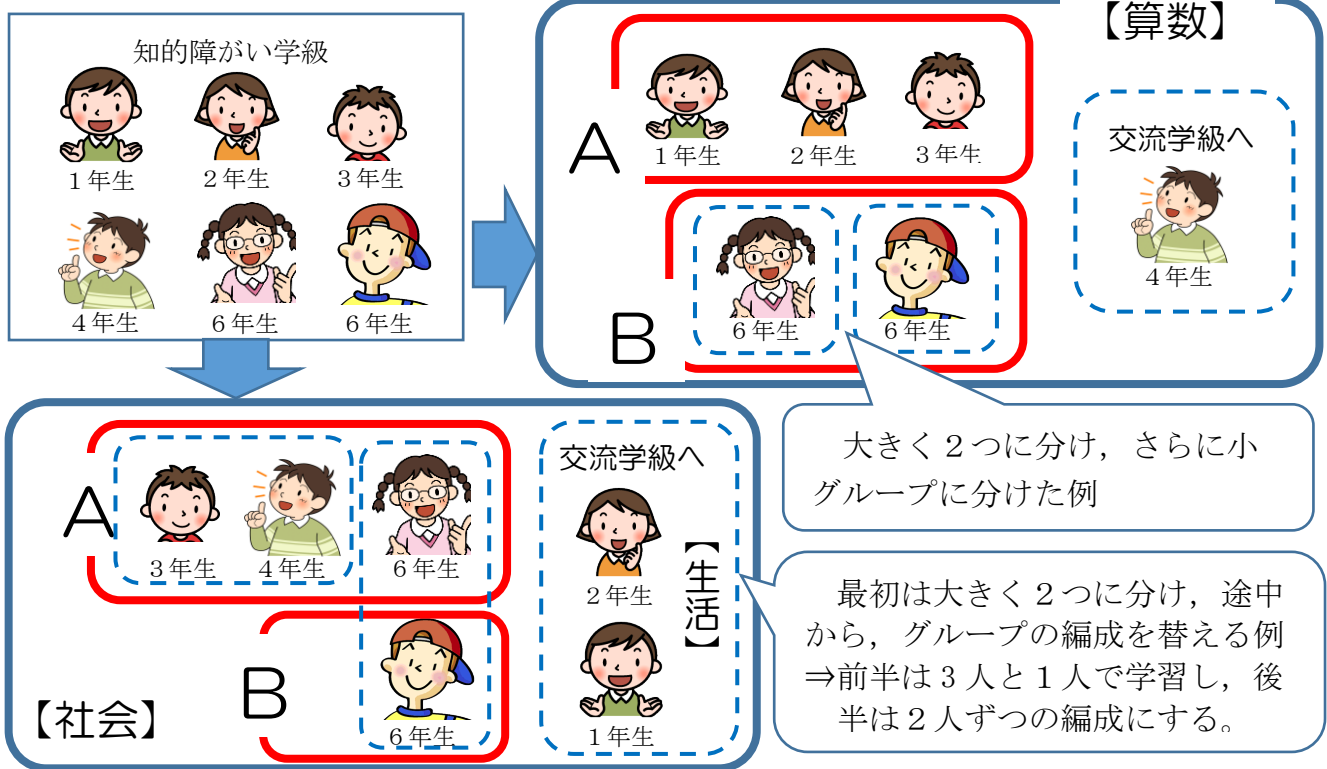 知的障がい学級
1年生 2年生 3年生
4年生 6年生 6年生
【算数】
A
1年生 2年生 3年生
交流学級へ
4年生
B
6年生 6年生
大きく2つに分け，さらに小
グループに分けた例
A
3年生 4年生 6年生
B
6年生
【社会】
交流学級へ
2年生
1年生
【生活】
最初は大きく2つに分け，途中
から，グループの編成を替える例
⇒前半は3人と1人で学習し，後
半は2人ずつの編成にする。